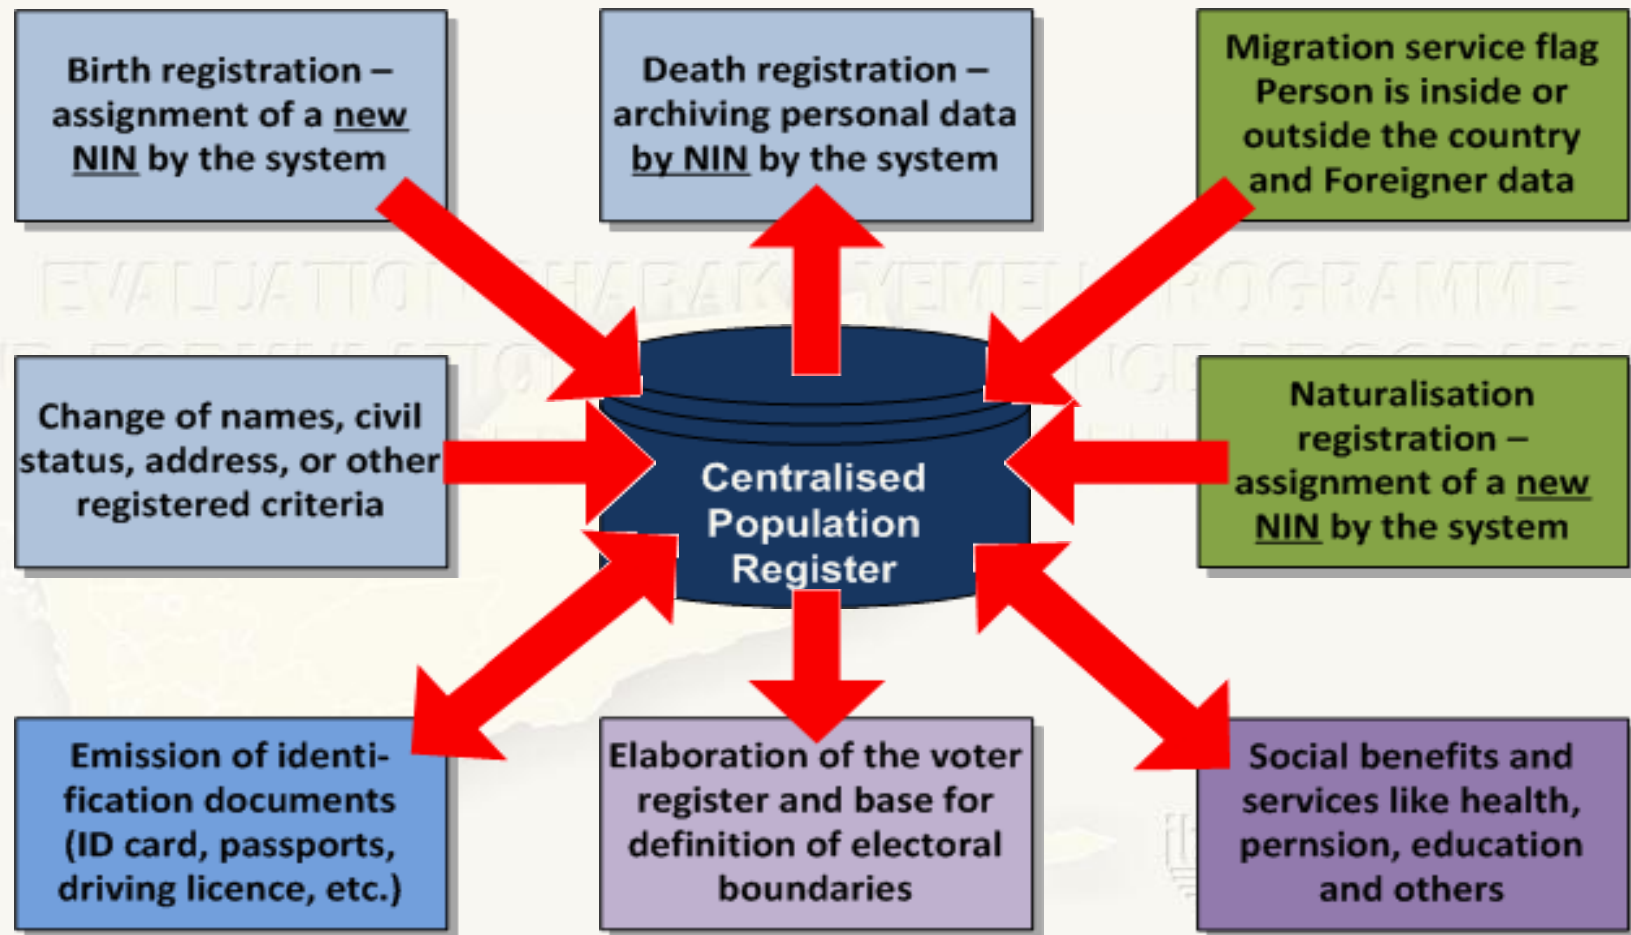 Birth registration –
assignment of a new
NIN by the system
Death registration –
archiving personal data
by NIN by the system
Migration service flag
Person is inside or
outside the country
and Foreigner data
EVALUATION
YEMEN PROGRAMME
Change of names, civil
status, address, or other
registered criteria
Centralised
Population
Register
Naturalisation
registration –
assignment of a new
NIN by the system
Emission of identi-
fication documents
(ID card, passports,
driving licence, etc.)
Elaboration of the voter
register and base for
definition of electoral
boundaries
Social benefits and
services like health,
pernsion, education
and others